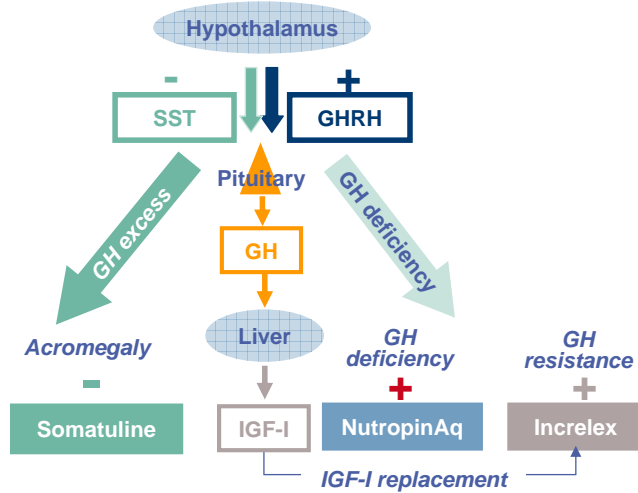 Hypothalamus
- +
SST
GHRH
Pituitary
GH excess
GH deficiency
GH
Liver
Acromegaly
GH
deficiency
GH
resistance
- + +
Somatuline
IGF-I
NutropinAq
Increlex
IGF-I replacement